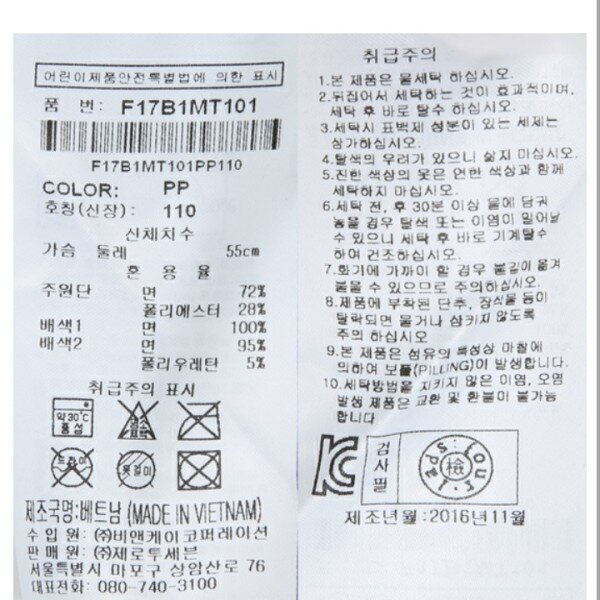 어린이제품안전특별법에 의한 표시
품 번: F17B1MT101
F17B1MT101PP110
COLOR: PP
호칭(신장): 110
신체치수
가슴 둘레 55cm
혼 용 율
주원단 면 72%
폴리에스터 28%
배색1 면 100%
배색2 면 95%
폴리우레탄 5%
취급주의 표시
약30℃
중성
염소
표백
드라이
옷걸이
제조국명:베트남 (MADE IN VIETNAM)
수 입 원: (주)비앤케이코퍼레이션
판 매 원: (주)제로투세븐
서울특별시 마포구 상암산로 76
대표전화: 080-740-3100
취급주의
1.본 제품은 물세탁 하십시오.
2.뒤집어서 세탁하는 것이 효과적이며,
세탁 후 바로 탈수 하십시오.
3.세탁시 표백제 성분이 있는 세제는
삼가하십시오.
4.탈색의 우려가 있으니 삶지 마십시오.
5.진한 색상의 옷은 연한 색상과 함께
세탁하지 마십시오.
6.세탁 전, 후 30분 이상 물에 담궈
놓을 경우 탈색 또는 이염이 일어날
수 있으니 세탁 후 바로 기계탈수
하여 건조하십시오.
7.화기에 가까이 할 경우 불길이 옮겨
붙을 수 있으므로 주의하십시오.
8.제품에 부착된 단추, 장식물 등이
탈락되면 물거나 삼키지 않도록
주의 하십시오
9.본 제품은 섬유의 특성상 마찰에
의하여 보풀(PILLING)이 발생합니다.
10.세탁방법을 지키지 않은 이염, 오염
발생 제품은 교환 및 환불이 불가능
합니다
검사필
four
檢
laps
제조년월:2016년11월